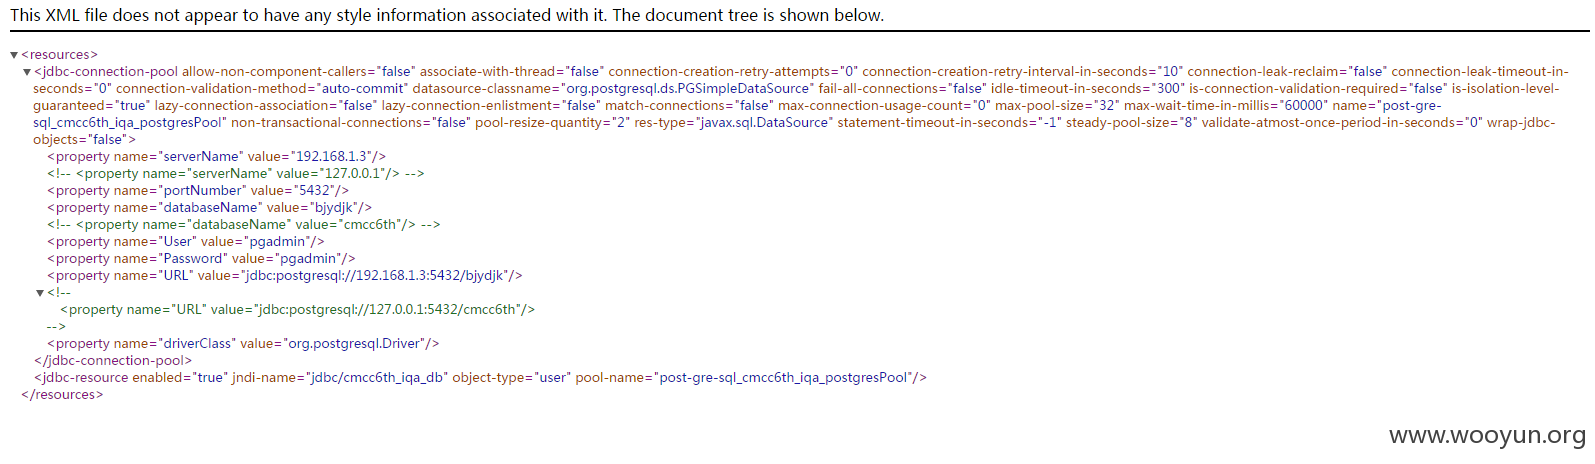 This XML file does not appear to have any style information associated with it. The document tree is shown below.
▼<resources>
▼<jdbc-connection-pool allow-non-component-callers="false" associate-with-thread="false" connection-creation-retry-attempts="0" connection-creation-retry-interval-in-seconds="10" connection-leak-reclaim="false" connection-leak-timeout-in-
seconds="0" connection-validation-method="auto-commit" datasource-classname="org.postgresql.ds.PGSimpleDataSource" fail-all-connections="false" idle-timeout-in-seconds="300" is-connection-validation-required="false" is-isolation-level-
guaranteed="true" lazy-connection-association="false" lazy-connection-enlistment="false" match-connections="false" max-connection-usage-count="0" max-pool-size="32" max-wait-time-in-millis="60000" name="post-gre-
sql_cmcc6th_iqa_postgresPool" non-transactional-connections="false" pool-resize-quantity="2" res-type="javax.sql.DataSource" statement-timeout-in-seconds="-1" steady-pool-size="8" validate-atmost-once-period-in-seconds="0" wrap-jdbc-
objects="false">
<property name="serverName" value="192.168.1.3"/>
<!-- <property name="serverName" value="127.0.0.1"/> -->
<property name="portNumber" value="5432"/>
<property name="databaseName" value="bjydjk"/>
<!-- <property name="databaseName" value="cmcc6th"/> -->
<property name="User" value="pgadmin"/>
<property name="Password" value="pgadmin"/>
<property name="URL" value="jdbc:postgresql://192.168.1.3:5432/bjydjk"/>
▼<!--
<property name="URL" value="jdbc:postgresql://127.0.0.1:5432/cmcc6th"/>
-->
<property name="driverClass" value="org.postgresql.Driver"/>
</jdbc-connection-pool>
<jdbc-resource enabled="true" jndi-name="jdbc/cmcc6th_iqa_db" object-type="user" pool-name="post-gre-sql_cmcc6th_iqa_postgresPool"/>
</resources>
www.wooyun.org